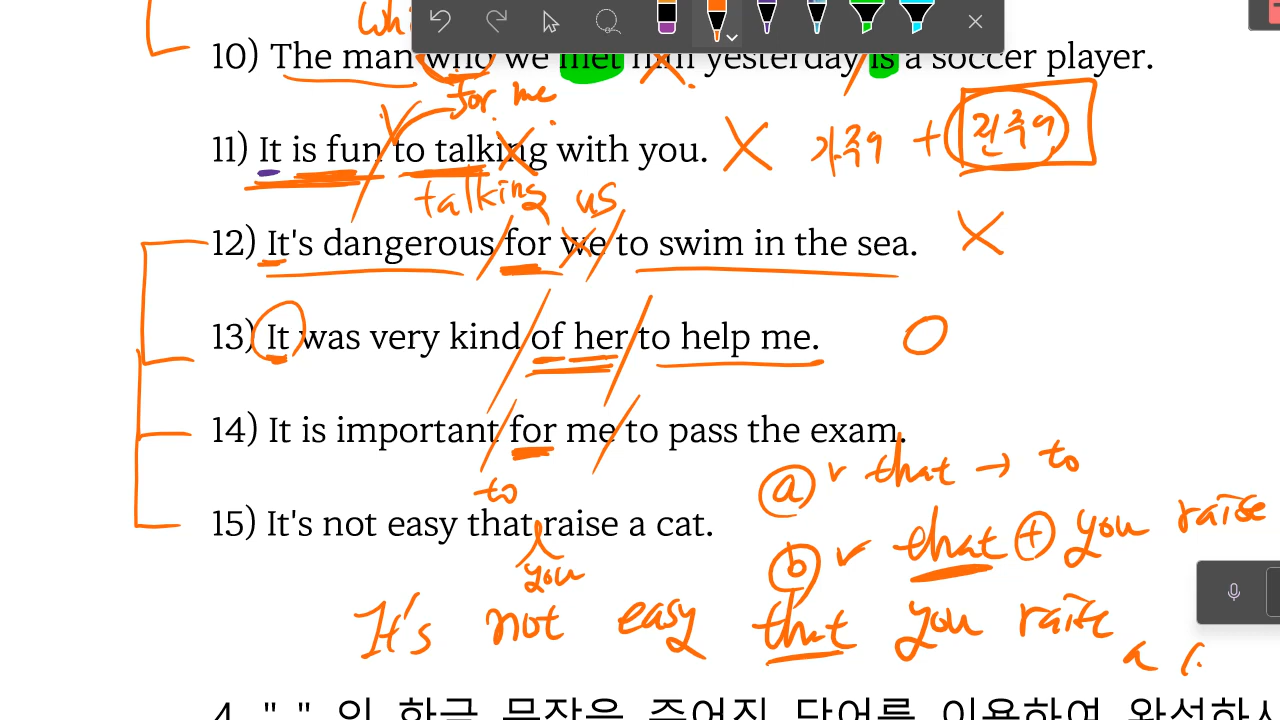 10) The man who we met him yesterday is a soccer player.
for me
11) It is fun to talking with you. X 가주어 + 진주어
talking us
12) It's dangerous for we to swim in the sea. X
13) It was very kind of her to help me. O
14) It is important for me to pass the exam.
ⓐ that → to
to
15) It's not easy that raise a cat.
ⓑ that + you raise
you
It's not easy that you raise
a